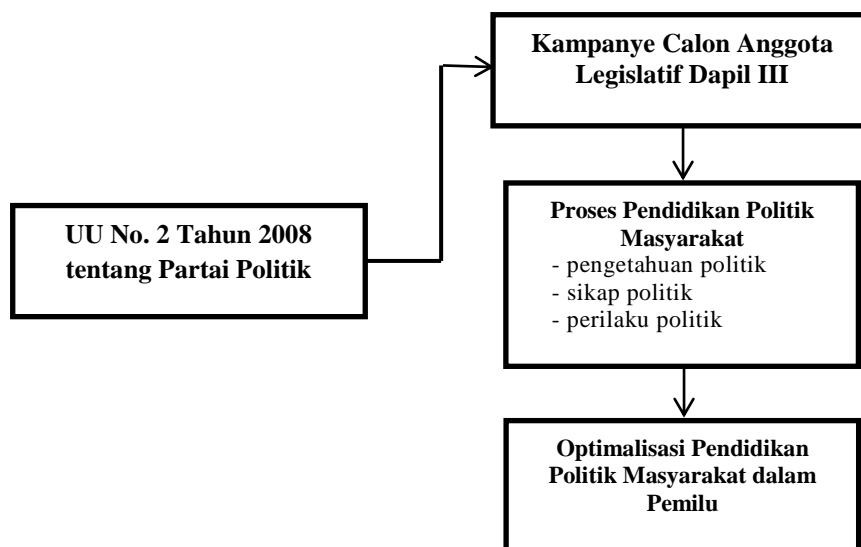 Kampanye Calon Anggota
Legislatif Dapil III
UU No. 2 Tahun 2008
tentang Partai Politik
Proses Pendidikan Politik
Masyarakat
- pengetahuan politik
- sikap politik
- perilaku politik
Optimalisasi Pendidikan
Politik Masyarakat dalam
Pemilu